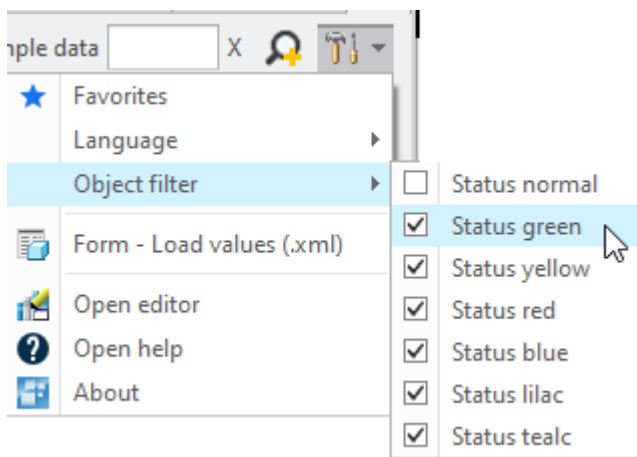 mple data X
Favorites
Language
Object filter
Form - Load values (.xml)
Open editor
Open help
About
Status normal
Status green
Status yellow
Status red
Status blue
Status lilac
Status tealc